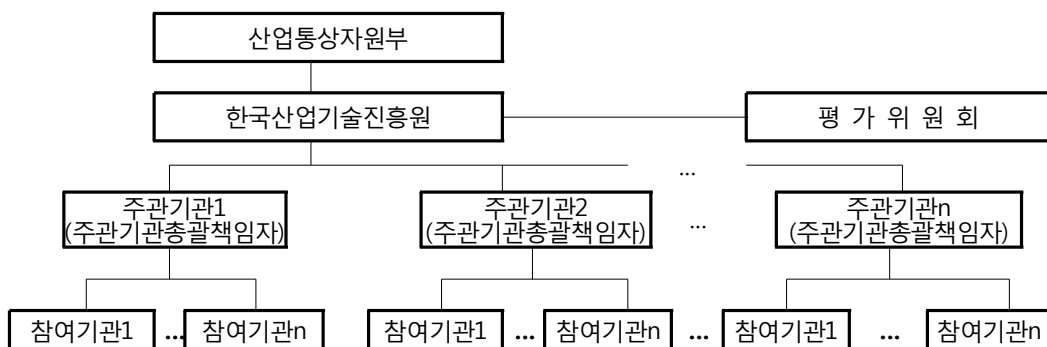 산업통상자원부
한국산업기술진흥원
평 가 위 원 회
...
주관기관1
(주관기관총괄책임자)
주관기관2
(주관기관총괄책임자)
...
주관기관n
(주관기관총괄책임자)
참여기관1 ... 참여기관n
참여기관1 ... 참여기관n ... 참여기관1 ... 참여기관n